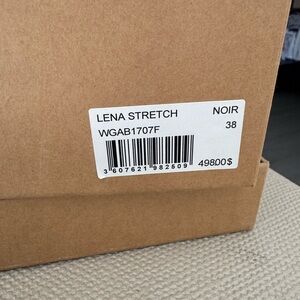 LENA STRETCH NOIR
WGAB1707F 38
3 607621 982509 49800$